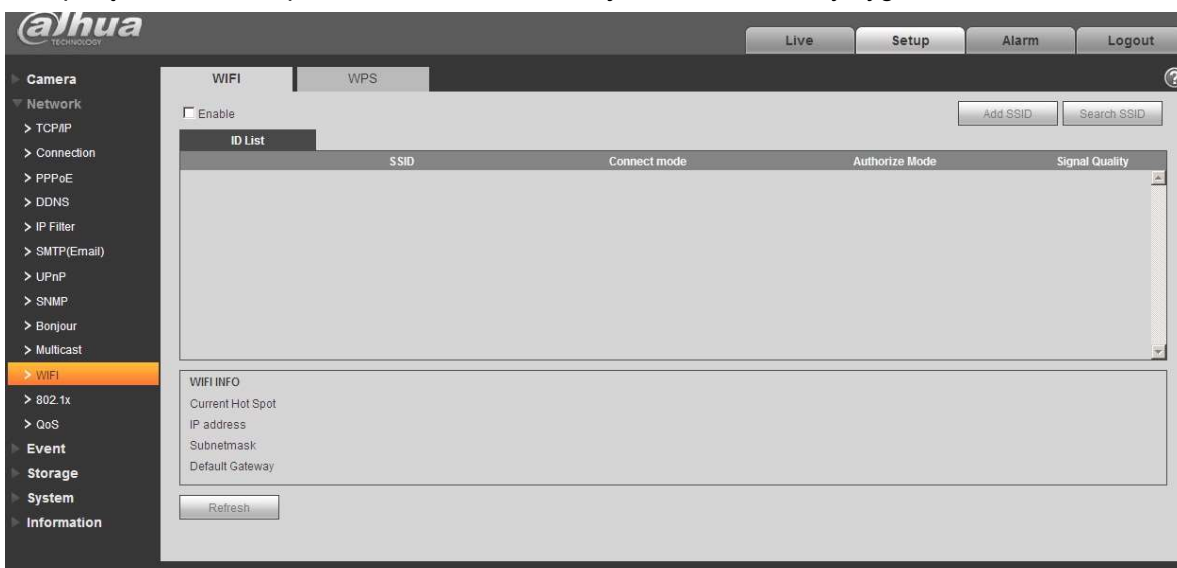 alhua
TECHNOLOGY
Live Setup Alarm Logout
Camera
Network
> TCP/IP
> Connection
> PPPoE
> DDNS
> IP Filter
> SMTP(Email)
> UPnP
> SNMP
> Bonjour
> Multicast
> WIFI
> 802.1x
> QoS
Event
Storage
System
Information
WIFI WPS
Enable Add SSID Search SSID
ID List
SSID Connect mode Authorize Mode Signal Quality
WIFI INFO
Current Hot Spot
IP address
Subnetmask
Default Gateway
Refresh